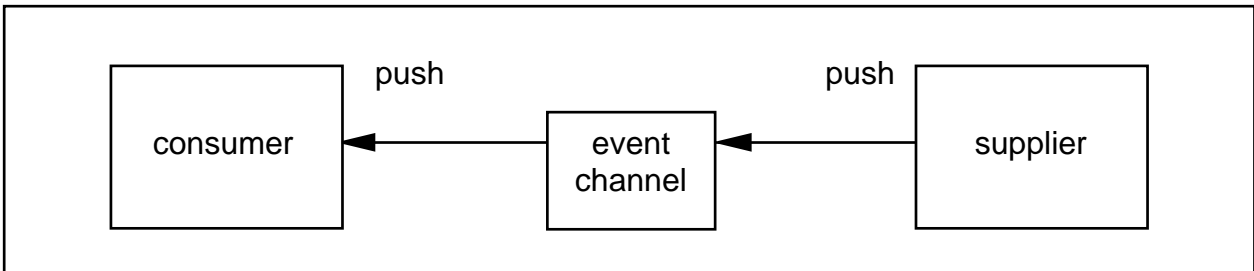 push
push
consumer
event
channel
supplier